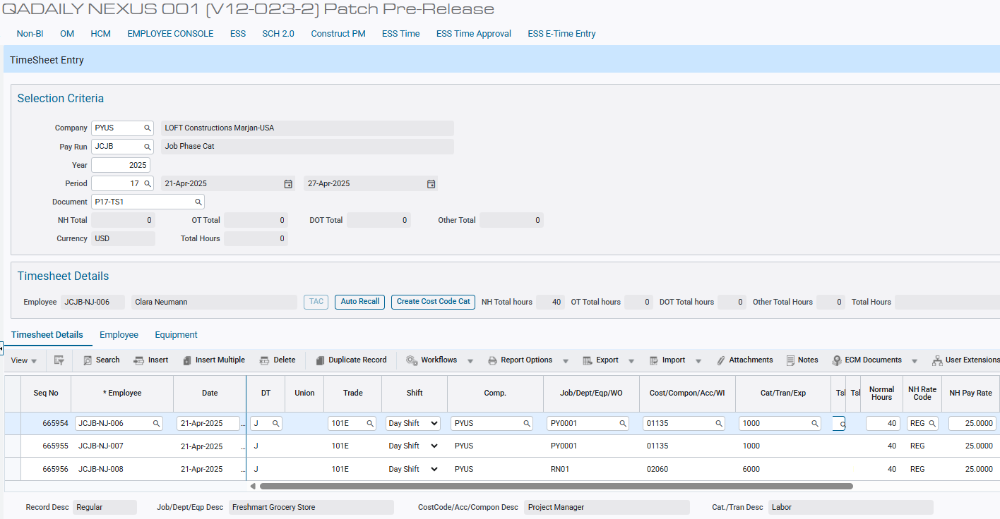 QADAILY NEXUS 001 (V12-023-2) Patch Pre-Release
Non-BI OM HCM EMPLOYEE CONSOLE ESS SCH 2.0 Construct PM ESS Time ESS Time Approval ESS E-Time Entry
TimeSheet Entry
Selection Criteria
Company PYUS LOFT Constructions Marjan-USA
Pay Run JCJB Job Phase Cat
Year 2025
Period 17 21-Apr-2025 27-Apr-2025
Document P17-TS1
NH Total 0 OT Total 0 DOT Total 0 Other Total 0
Currency USD Total Hours 0
Timesheet Details
Employee JCJB-NJ-006 Clara Neumann TAC Auto Recall Create Cost Code Cat NH Total hours 40 OT Total hours 0 DOT Total hours 0 Other Total Hours 0 Total Hours
Timesheet Details Employee Equipment
View Search Insert Insert Multiple Delete Duplicate Record Workflows Report Options Export Import Attachments Notes ECM Documents User Extensions
Seq No * Employee Date DT Union Trade Shift Comp. Job/Dept/Eqp/WO Cost/Compon/Acc/WI Cat/Tran/Exp Tsl Tsl Normal Hours NH Rate Code NH Pay Rate
665954 JCJB-NJ-006 21-Apr-2025 ... J 101E Day Shift PYUS PY0001 01135 1000 40 REG 25.0000
665955 JCJB-NJ-007 21-Apr-2025 ... J 101E Day Shift PYUS PY0001 01135 1000 40 REG 25.0000
665956 JCJB-NJ-008 21-Apr-2025 ... J 101E Day Shift PYUS RN01 02060 6000 40 REG 25.0000
Record Desc Regular Job/Dept/Eqp Desc Freshmart Grocery Store CostCode/Acc/Compon Desc Project Manager Cat./Tran Desc Labor